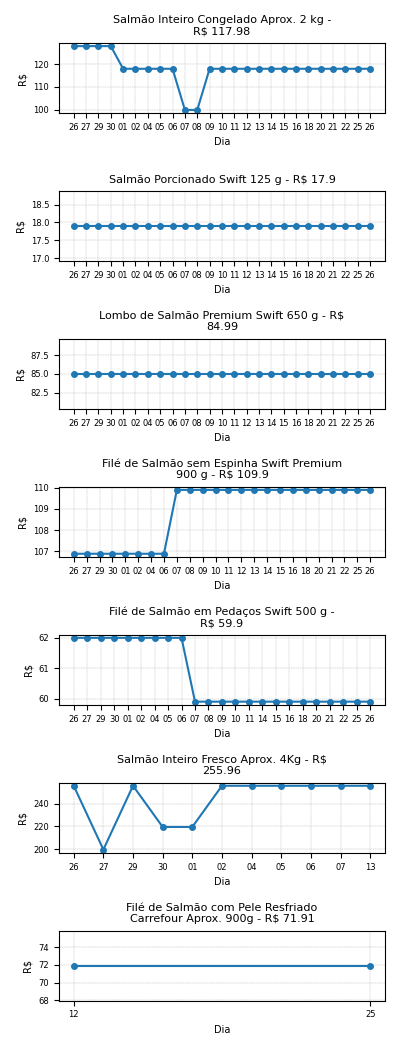 Salmão Inteiro Congelado Aprox. 2 kg -
R$ 117.98
120
110
100
R$
26 27 29 30 01 02 04 05 06 07 08 09 10 11 12 13 14 15 16 18 20 21 22 25 26
Dia
Salmão Porcionado Swift 125 g - R$ 17.9
18.5
18.0
17.5
17.0
R$
26 27 29 30 01 02 04 05 06 07 08 09 10 11 12 13 14 15 16 18 20 21 22 25 26
Dia
Lombo de Salmão Premium Swift 650 g - R$
84.99
87.5
85.0
82.5
R$
26 27 29 30 01 02 04 05 06 07 08 09 10 11 12 13 14 15 16 18 20 21 22 25 26
Dia
Filé de Salmão sem Espinha Swift Premium
900 g - R$ 109.9
110
109
108
107
R$
26 27 29 30 01 02 04 06 07 08 09 10 11 12 13 14 15 16 18 20 21 22 25 26
Dia
Filé de Salmão em Pedaços Swift 500 g -
R$ 59.9
62
61
60
R$
26 27 29 30 01 02 04 05 06 07 08 09 10 11 14 15 16 18 20 21 22 25 26
Dia
Salmão Inteiro Fresco Aprox. 4Kg - R$
255.96
240
220
200
R$
26 27 29 30 01 02 04 05 06 07 13
Dia
Filé de Salmão com Pele Resfriado
Carrefour Aprox. 900g - R$ 71.91
74
72
70
68
R$
12 25
Dia